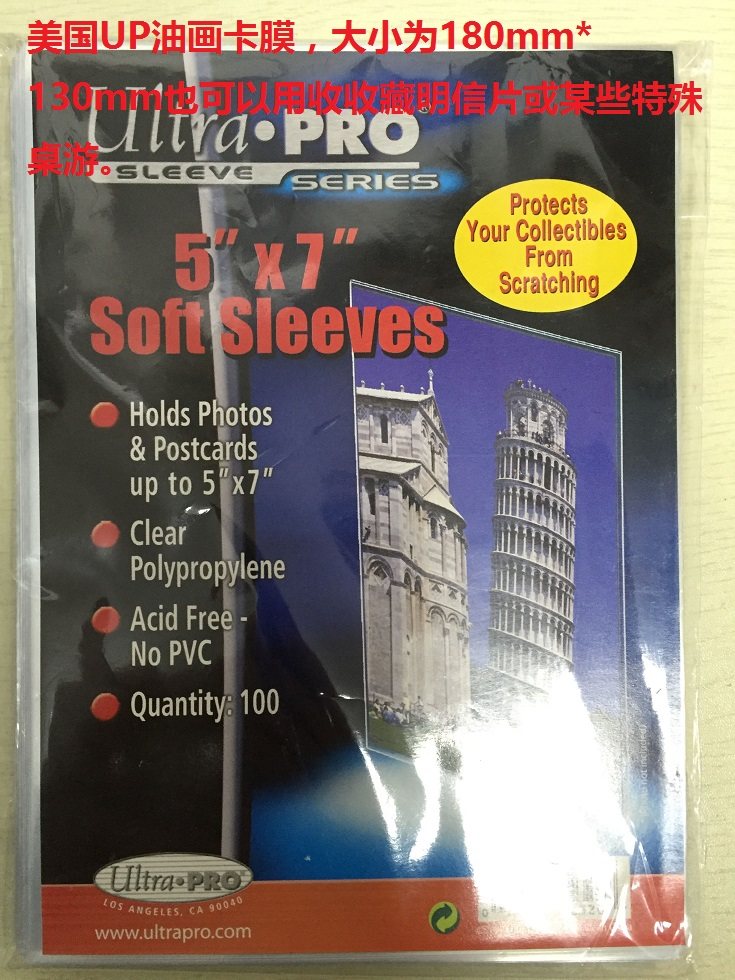 美国UP油画卡膜，大小为180mm*
130mm也可以用收收藏明信片或某些特殊
桌游。
Ultra·PRO®
SLEEVE SERIES
Protects
Your Collectibles
From
Scratching
5" x 7"
Soft Sleeves
Holds Photos
& Postcards
up to 5"x7"
Clear
Polypropylene
Acid Free -
No PVC
Quantity: 100
Ultra·PRO
LOS ANGELES, CA 90040
www.ultrapro.com